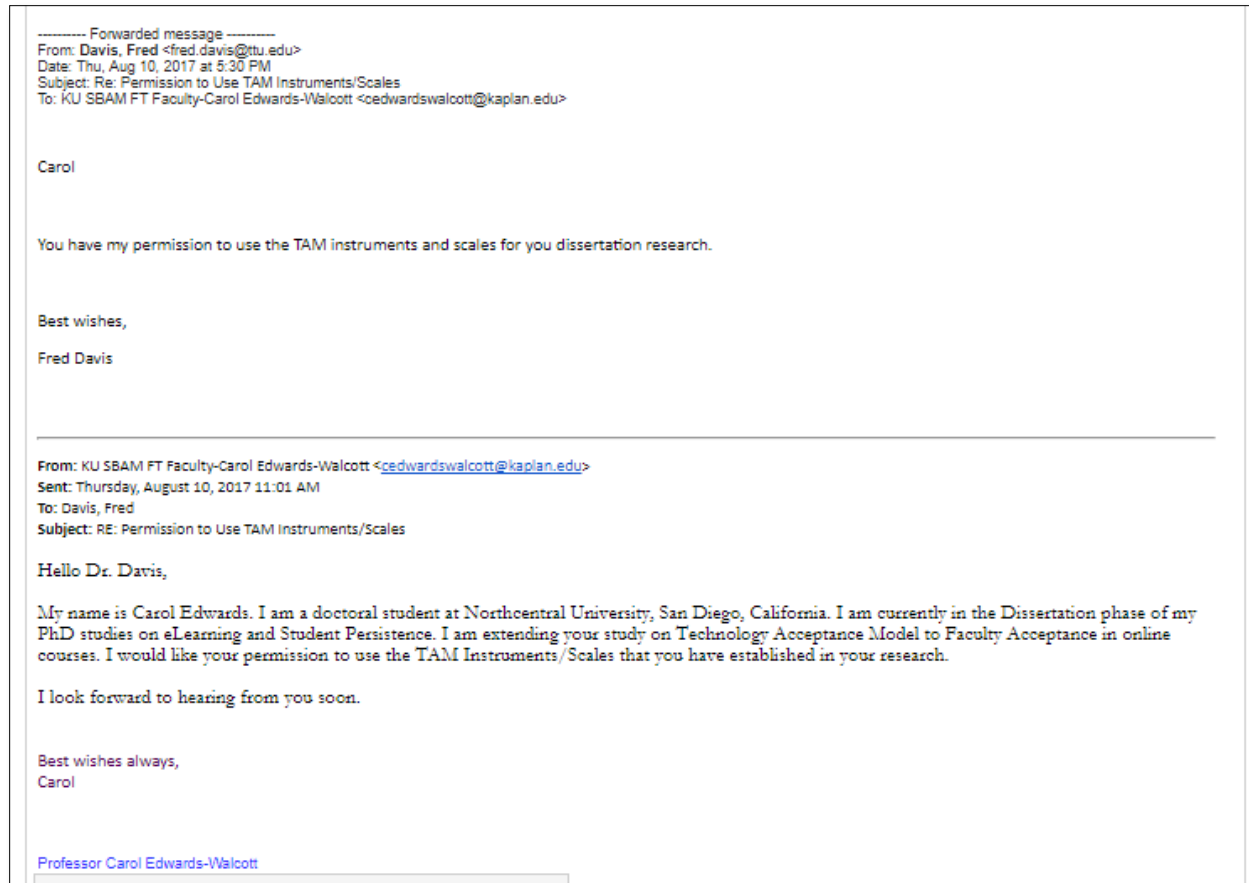 ---------- Forwarded message ----------
From: Davis, Fred <fred.davis@ttu.edu>
Date: Thu, Aug 10, 2017 at 5:30 PM
Subject: Re: Permission to Use TAM Instruments/Scales
To: KU SBAM FT Faculty-Carol Edwards-Walcott <cedwardswalcott@kaplan.edu>
Carol
You have my permission to use the TAM instruments and scales for you dissertation research.
Best wishes,
Fred Davis
From: KU SBAM FT Faculty-Carol Edwards-Walcott <cedwardswalcott@kaplan.edu>
Sent: Thursday, August 10, 2017 11:01 AM
To: Davis, Fred
Subject: RE: Permission to Use TAM Instruments/Scales
Hello Dr. Davis,
My name is Carol Edwards. I am a doctoral student at Northcentral University, San Diego, California. I am currently in the Dissertation phase of my
PhD studies on eLearning and Student Persistence. I am extending your study on Technology Acceptance Model to Faculty Acceptance in online
courses. I would like your permission to use the TAM Instruments/Scales that you have established in your research.
I look forward to hearing from you soon.
Best wishes always,
Carol
Professor Carol Edwards-Walcott